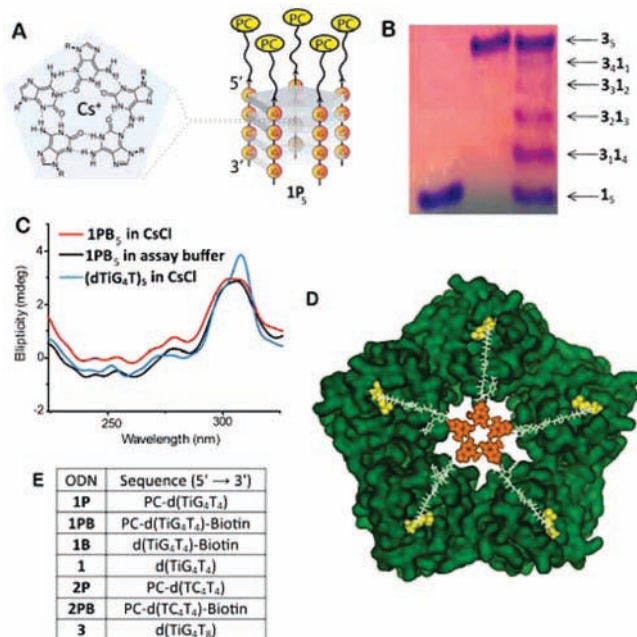 A
Cs+
R
PC PC PC PC PC
5'
3'
1P5
B
35
3411
3312
3213
3114
15
C
1PB5 in CsCl
1PB5 in assay buffer
(dTiG4T)5 in CsCl
Blipticity (mdeg)
4
2
0
-2
250
300
Wavelength (nm)
D
E
ODN Sequence (5' → 3')
1P PC-d(TiG4T4)
1PB PC-d(TiG4T4)-Biotin
1B d(TiG4T4)-Biotin
1 d(TiG4T4)
2P PC-d(TC4T4)
2PB PC-d(TC4T4)-Biotin
3 d(TiG4T8)